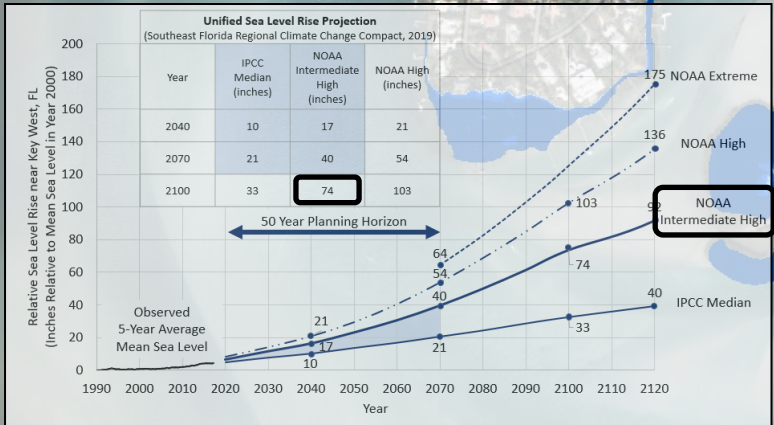 Unified Sea Level Rise Projection
(Southeast Florida Regional Climate Change Compact, 2019)
Year
IPCC
Median
(inches)
NOAA
Intermediate
High
(inches)
NOAA High
(inches)
2040 10 17 21
2070 21 40 54
2100 33 74 103
Relative Sea Level Rise near Key West, FL
(Inches Relative to Mean Sea Level in Year 2000)
200
180
160
140
120
100
80
60
40
20
0
50 Year Planning Horizon
Observed
5-Year Average
Mean Sea Level
175 NOAA Extreme
136
NOAA High
103
92
NOAA
Intermediate High
74
64
54
40
40
IPCC Median
33
21
21
17
10
1990 2000 2010 2020 2030 2040 2050 2060 2070 2080 2090 2100 2110 2120
Year